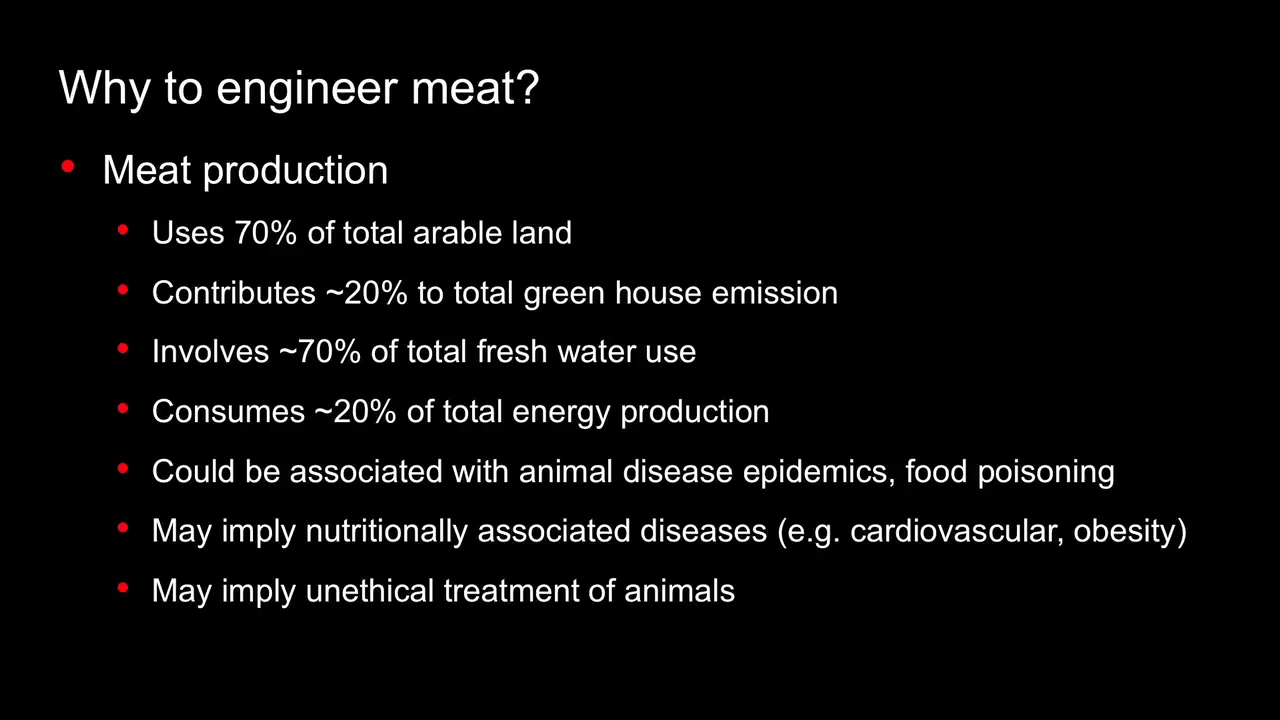 Why to engineer meat?
• Meat production
• Uses 70% of total arable land
• Contributes ~20% to total green house emission
• Involves ~70% of total fresh water use
• Consumes ~20% of total energy production
• Could be associated with animal disease epidemics, food poisoning
• May imply nutritionally associated diseases (e.g. cardiovascular, obesity)
• May imply unethical treatment of animals